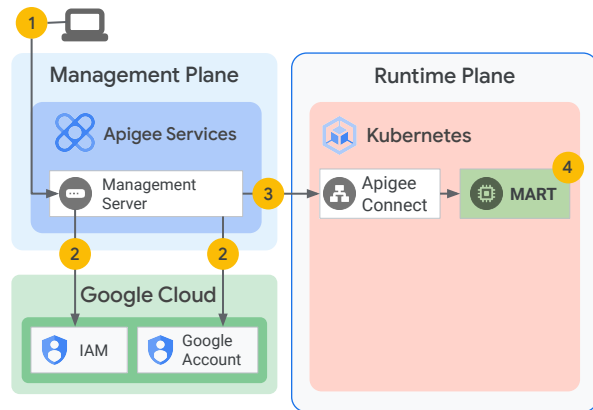 1
Management Plane
Apigee Services
Management
Server
2
2
Google Cloud
IAM
Google
Account
3
Runtime Plane
Kubernetes
Apigee
Connect
4
MART